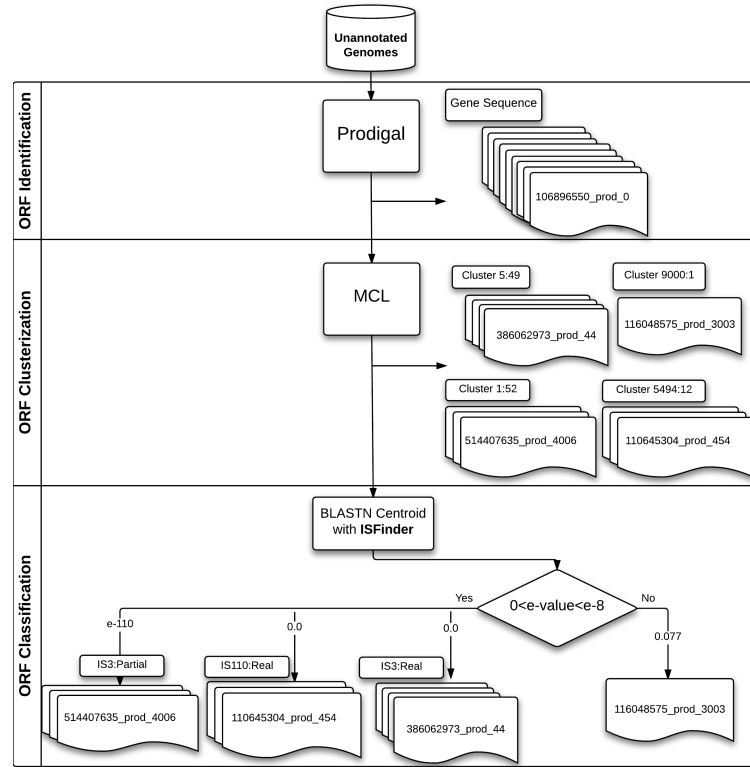 Unannotated
Genomes
ORF Identification
Prodigal
Gene Sequence
106896550_prod_0
ORF Clusterization
MCL
Cluster 5:49
386062973_prod_44
Cluster 9000:1
116048575_prod_3003
Cluster 1:52
514407635_prod_4006
Cluster 5494:12
110645304_prod_454
ORF Classification
BLASTN Centroid
with ISFinder
0<e-value<e-8
Yes
No
e-110
0.0
0.0
0.077
IS3:Partial
514407635_prod_4006
IS110:Real
110645304_prod_454
IS3:Real
386062973_prod_44
116048575_prod_3003